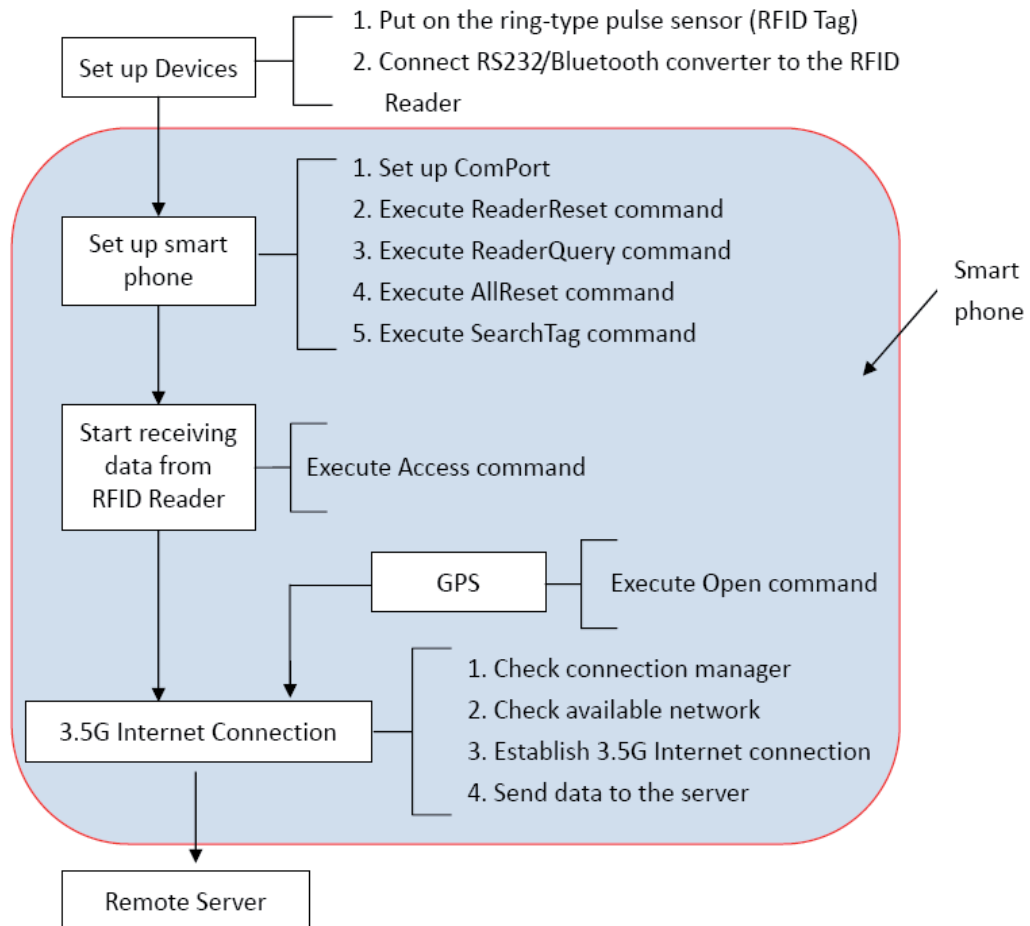 Set up Devices
1. Put on the ring-type pulse sensor (RFID Tag)
2. Connect RS232/Bluetooth converter to the RFID
Reader
Set up smart
phone
1. Set up ComPort
2. Execute ReaderReset command
3. Execute ReaderQuery command
4. Execute AllReset command
5. Execute SearchTag command
Smart
phone
Start receiving
data from
RFID Reader
Execute Access command
GPS
Execute Open command
3.5G Internet Connection
1. Check connection manager
2. Check available network
3. Establish 3.5G Internet connection
4. Send data to the server
Remote Server